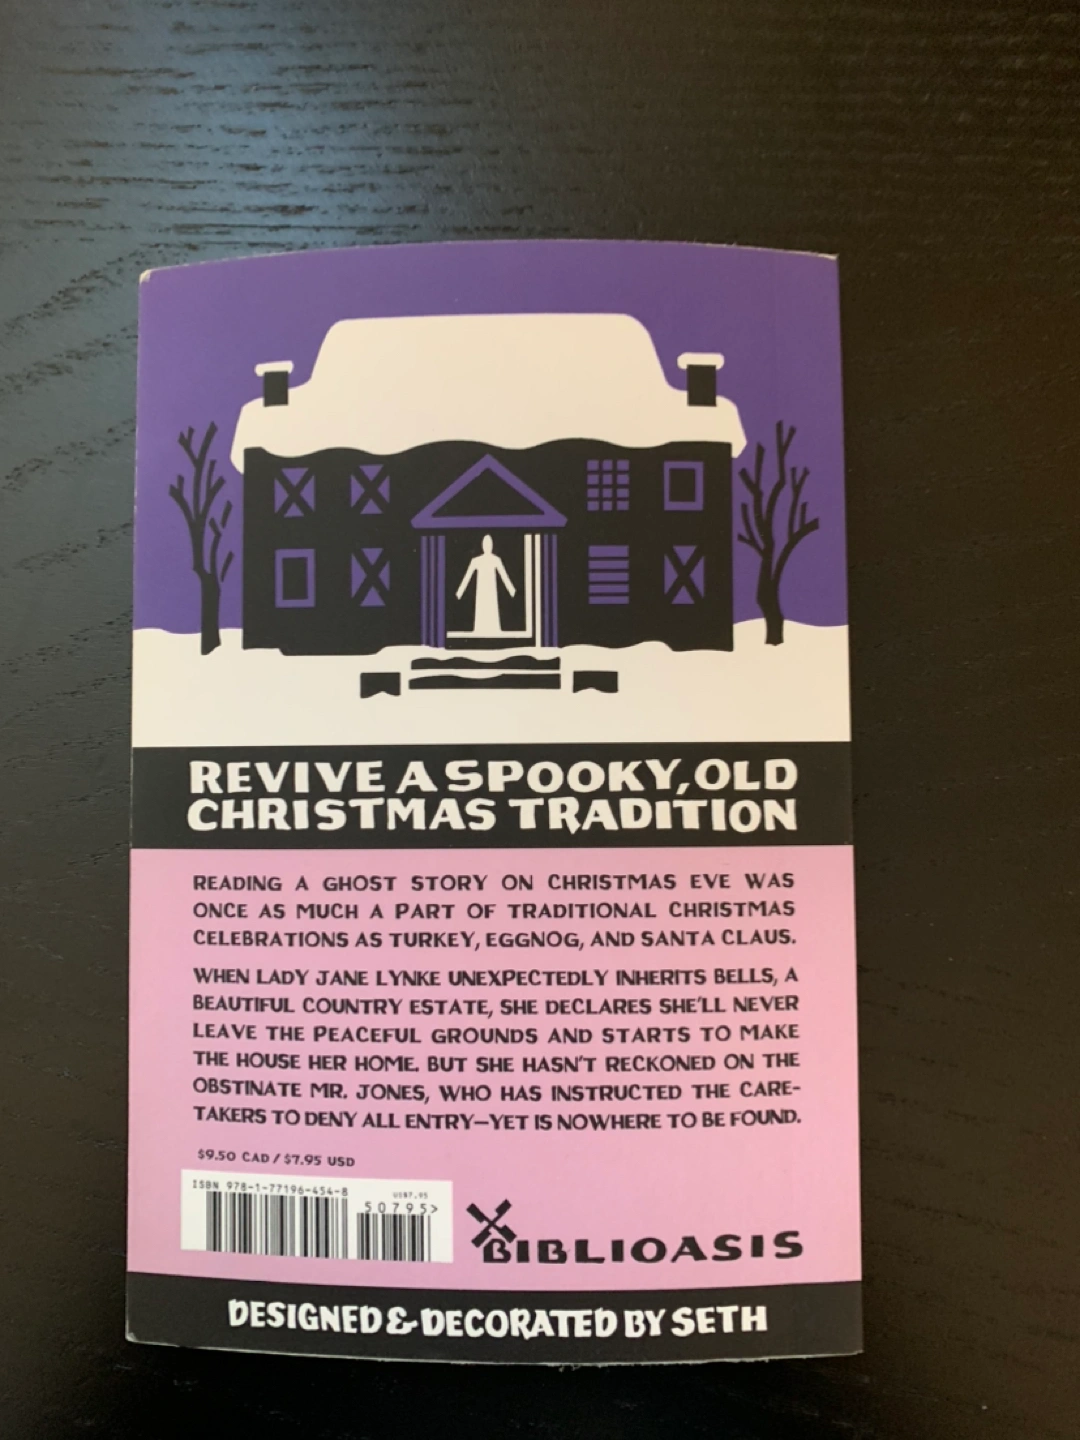 REVIVE A SPOOKY, OLD
CHRISTMAS TRADITION
READING A GHOST STORY ON CHRISTMAS EVE WAS
ONCE AS MUCH A PART OF TRADITIONAL CHRISTMAS
CELEBRATIONS AS TURKEY, EGGNOG, AND SANTA CLAUS.
WHEN LADY JANE LYNKE UNEXPECTEDLY INHERITS BELLS, A
BEAUTIFUL COUNTRY ESTATE, SHE DECLARES SHE'LL NEVER
LEAVE THE PEACEFUL GROUNDS AND STARTS TO MAKE
THE HOUSE HER HOME. BUT SHE HASN'T RECKONED ON THE
OBSTINATE MR. JONES, WHO HAS INSTRUCTED THE CARE-
TAKERS TO DENY ALL ENTRY—YET IS NOWHERE TO BE FOUND.
$9.50 CAD / $7.95 USD
ISBN 978-1-77196-454-8
US$7.95
50795>
BIBLIOASIS
DESIGNED & DECORATED BY SETH